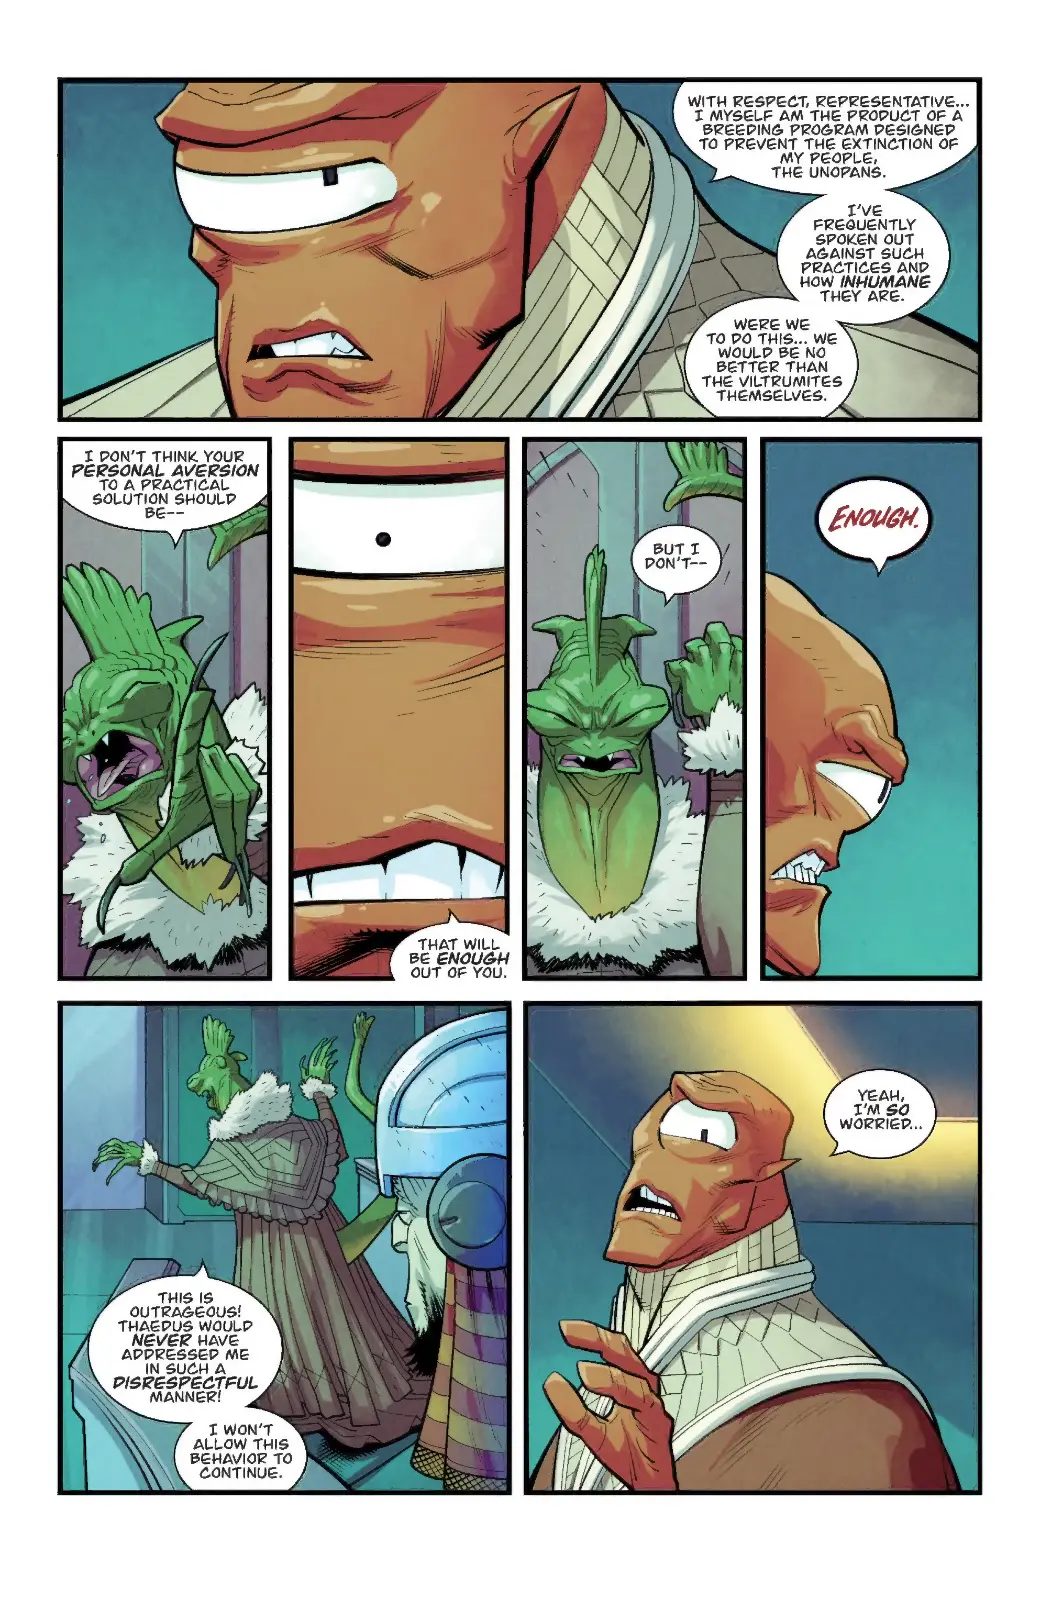 WITH RESPECT, REPRESENTATIVE...
I MYSELF AM THE PRODUCT OF A
BREEDING PROGRAM DESIGNED
TO PREVENT THE EXTINCTION OF
MY PEOPLE,
THE UNOPANS.
I'VE
FREQUENTLY
SPOKEN OUT
AGAINST SUCH
PRACTICES AND
HOW INHUMANE
THEY ARE.
WERE WE
TO DO THIS... WE
WOULD BE NO
BETTER THAN
THE VILTRUMITES
THEMSELVES.
I DON'T THINK YOUR
PERSONAL AVERSION
TO A PRACTICAL
SOLUTION SHOULD
BE--
THAT WILL
BE ENOUGH
OUT OF YOU.
BUT I
DON'T--
ENOUGH.
THIS IS
OUTRAGEOUS!
THAEDUS WOULD
NEVER HAVE
ADDRESSED ME
IN SUCH A
DISRESPECTFUL
MANNER!
I WON'T
ALLOW THIS
BEHAVIOR TO
CONTINUE.
YEAH,
I'M SO
WORRIED...